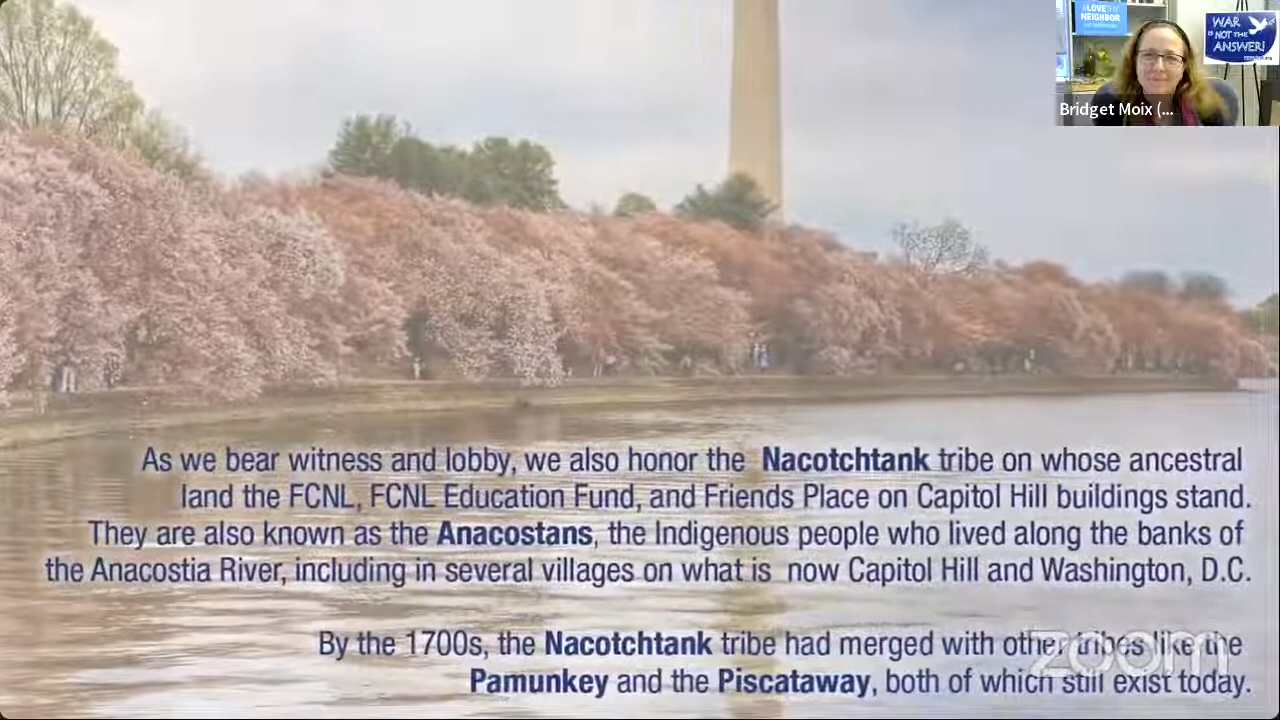 #LOVE THY
NEIGHBOR
WAR
IS NOT THE
ANSWER!
Bridget Moix (...
As we bear witness and lobby, we also honor the Nacotchtank tribe on whose ancestral
land the FCNL, FCNL Education Fund, and Friends Place on Capitol Hill buildings stand.
They are also known as the Anacostans, the Indigenous people who lived along the banks of
the Anacostia River, including in several villages on what is now Capitol Hill and Washington, D.C.
By the 1700s, the Nacotchtank tribe had merged with other tribes like the
Pamunkey and the Piscataway, both of which still exist today.
zoom